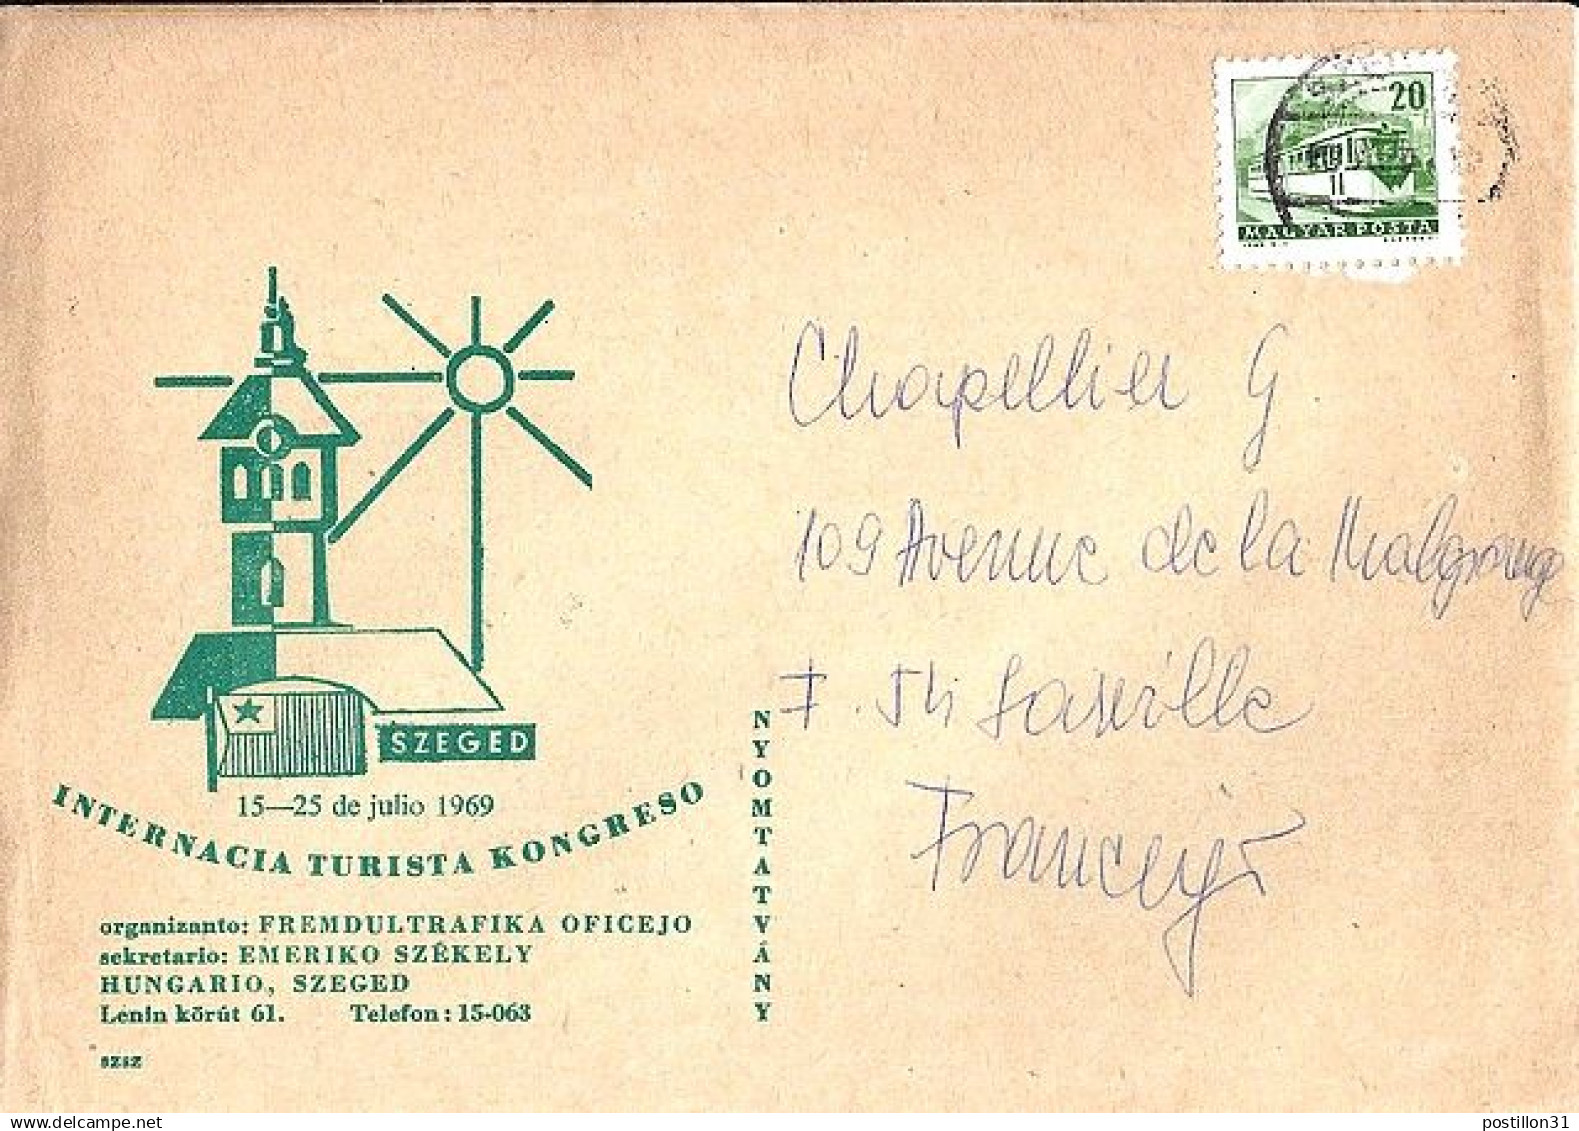 20
MAGYAR POSTA
Chapellier G.
109 Avenue de la Malgrange
F. 54 Jarville
Francujo
SZEGED
15—25 de julio 1969
INTERNACIA TURISTA KONGRESO
organizanto: FREMDULTRAFIKA OFICEJO
sekretario: EMERIKO SZÉKELY
HUNGARIO, SZEGED
Lenin körút 61. Telefon: 15-063
szsz
NYOMTATVÁNY
postillon31